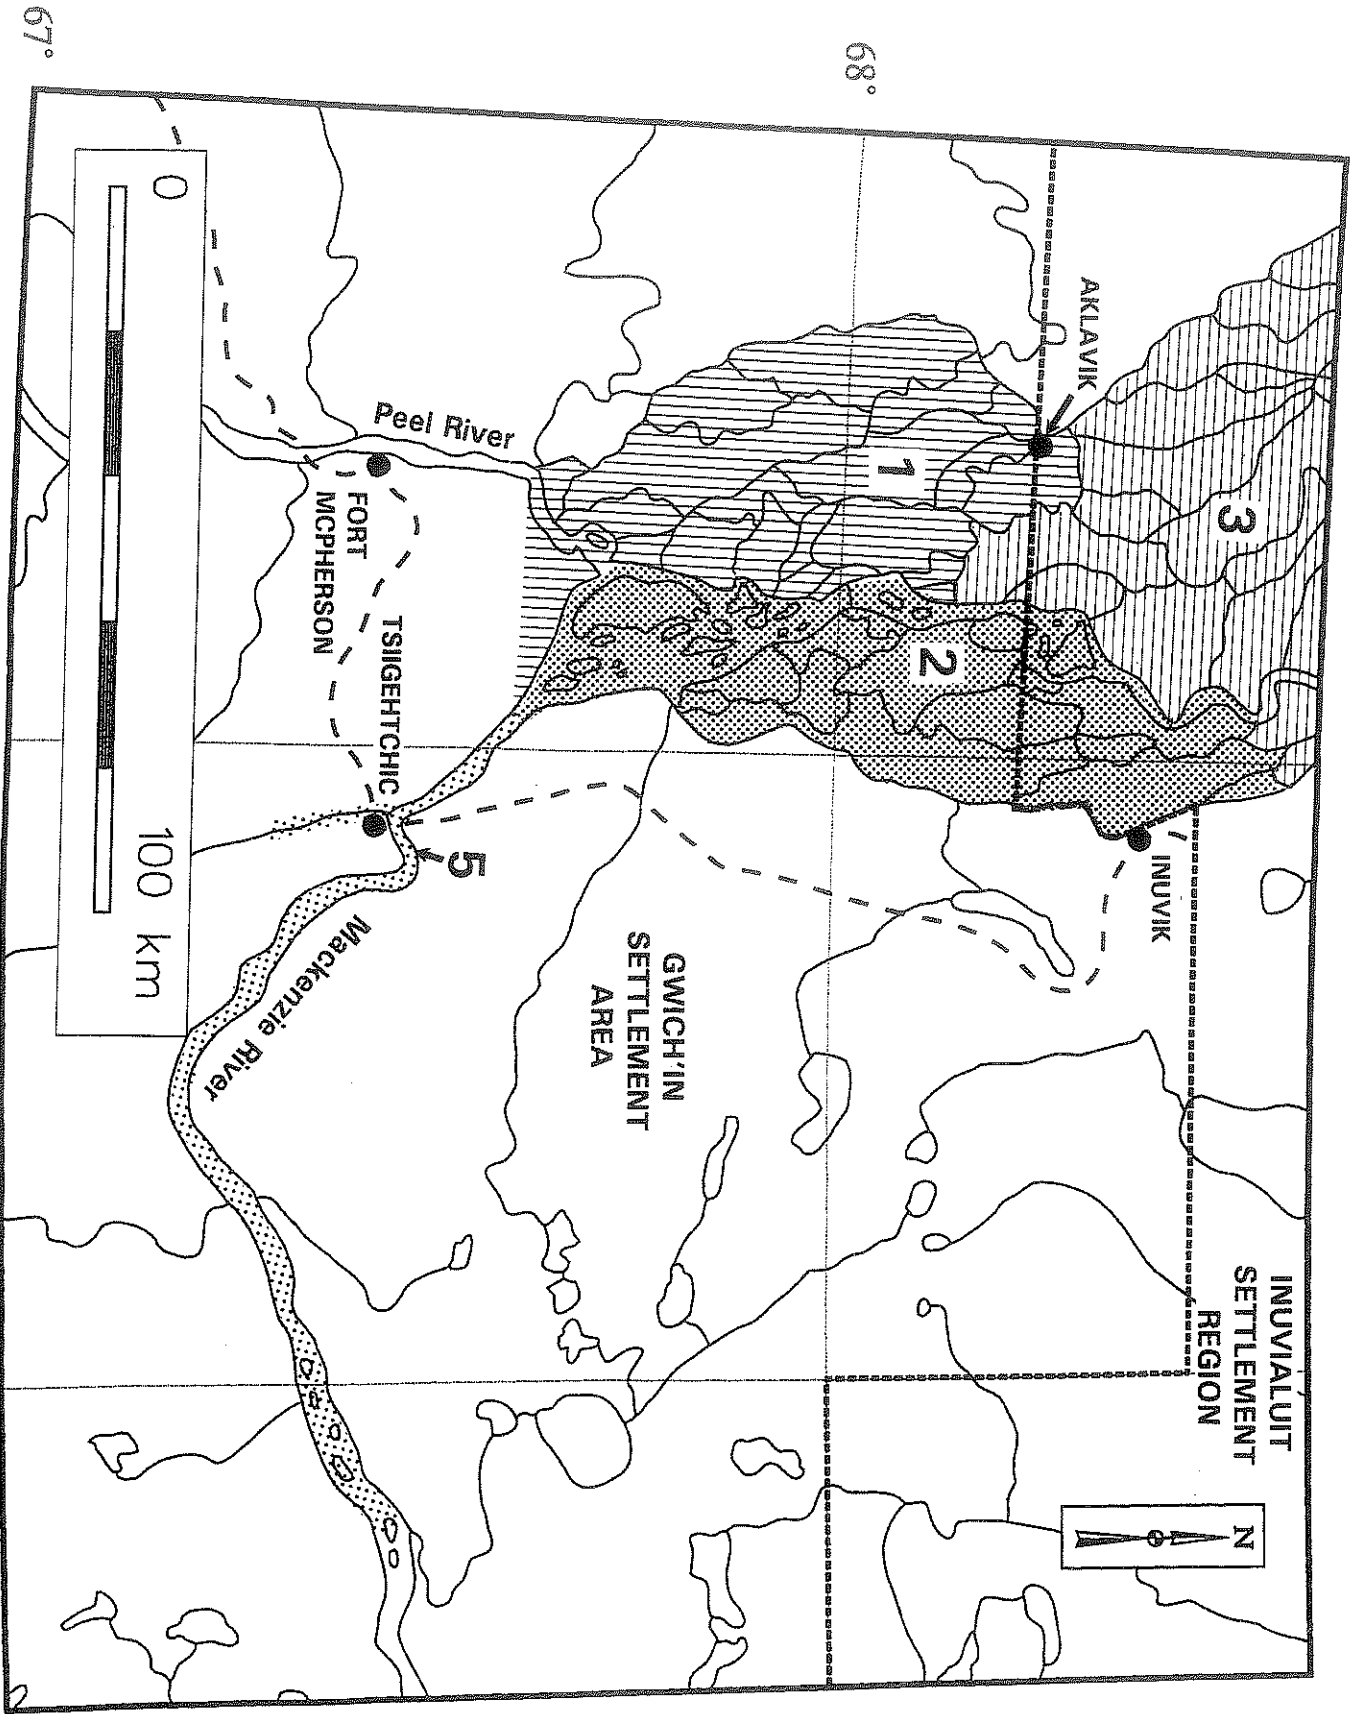 INUVIALUIT
SETTLEMENT
REGION
N
3
AKLAVIK
INUVIK
68°
1
2
GWICH'IN
SETTLEMENT
AREA
Peel River
FORT
MCPHERSON
TSIIGEHTCHIC
5
Mackenzie River
0
100 km
67°